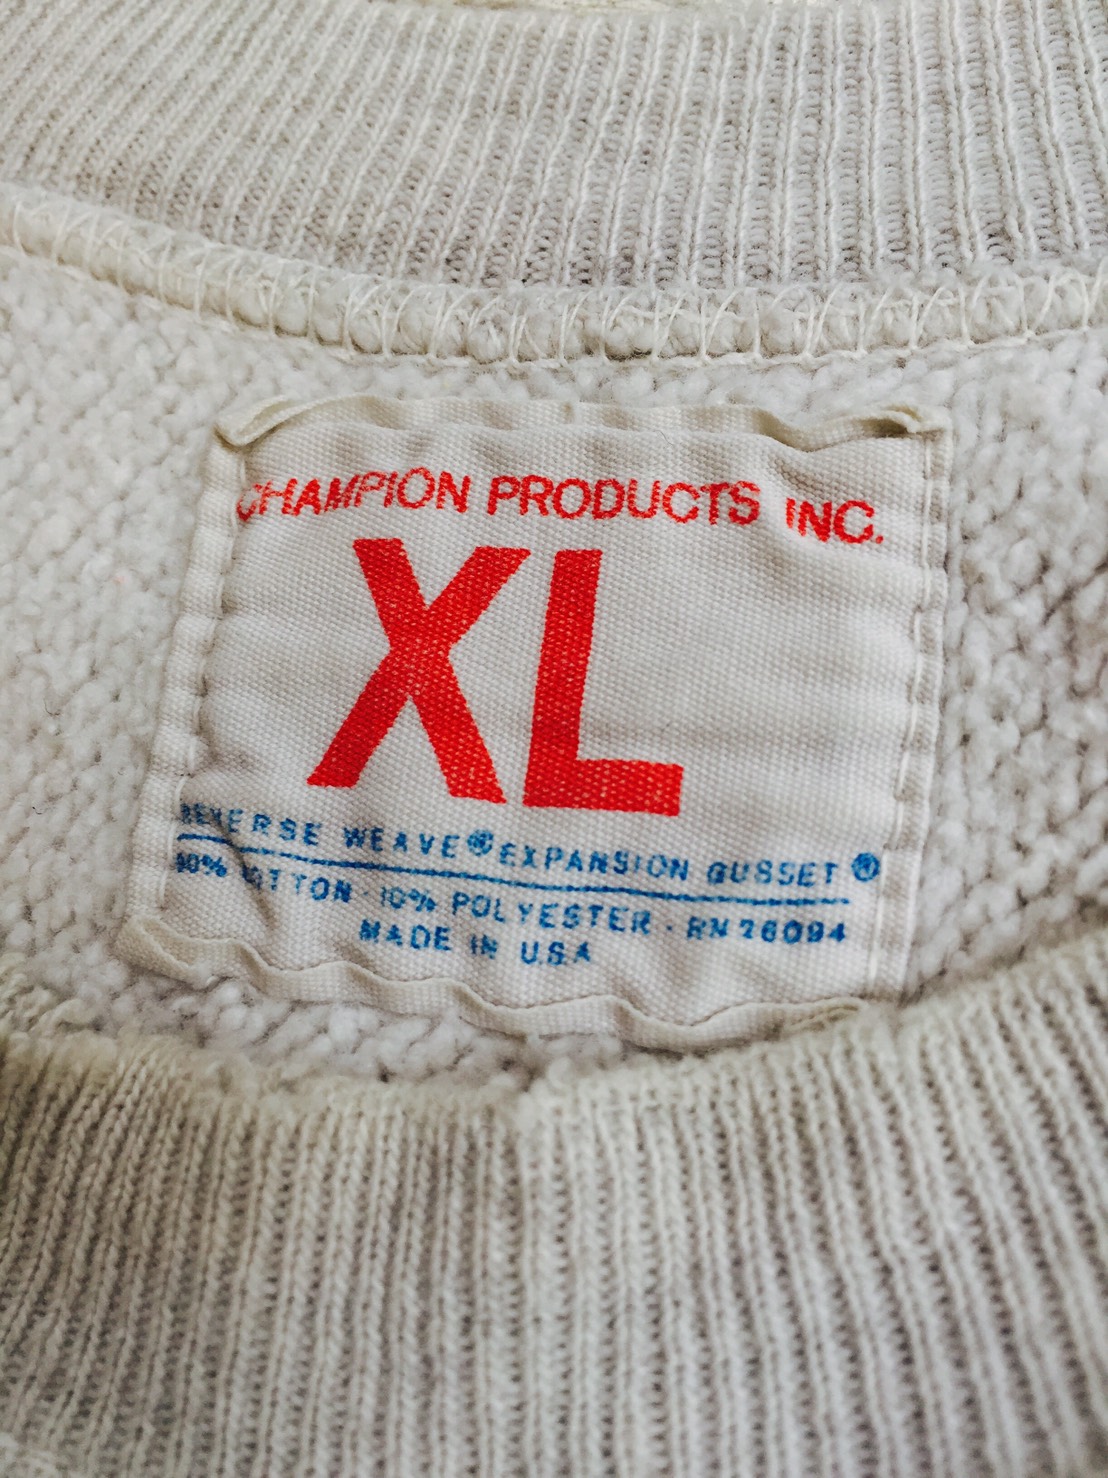 CHAMPION PRODUCTS INC.
XL
REVERSE WEAVE® EXPANSION GUSSET ®
90% COTTON · 10% POLYESTER · RN 26094
MADE IN U.S.A